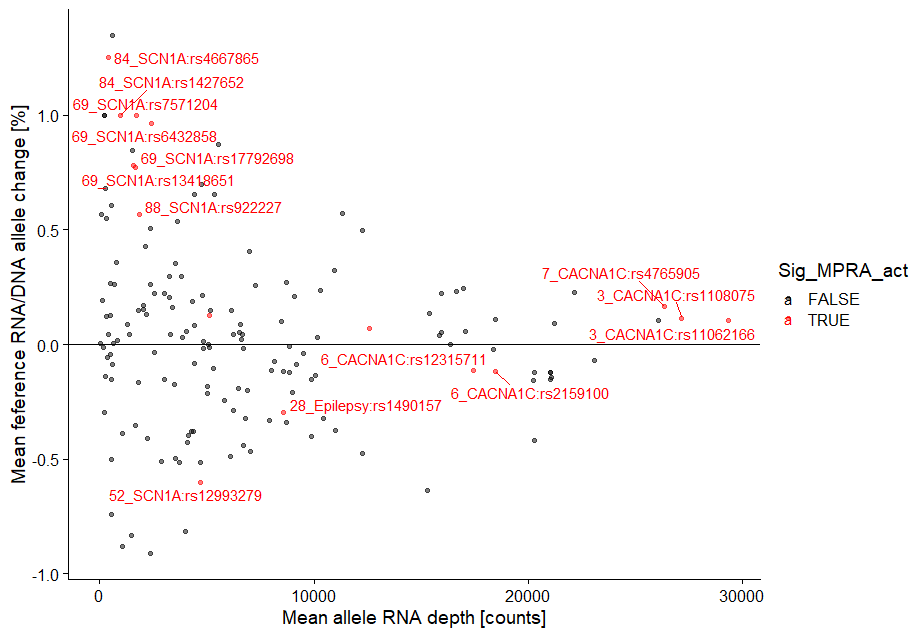 Mean feference RNA/DNA allele change [%]
1.0
0.5
0.0
-0.5
-1.0
84_SCN1A:rs4667865
84_SCN1A:rs1427652
69_SCN1A:rs7571204
69_SCN1A:rs6432858
69_SCN1A:rs17792698
69_SCN1A:rs13418651
88_SCN1A:rs922227
7_CACNA1C:rs4765905
3_CACNA1C:rs1108075
3_CACNA1C:rs11062166
6_CACNA1C:rs12315711
6_CACNA1C:rs2159100
28_Epilepsy:rs1490157
52_SCN1A:rs12993279
0
10000
20000
30000
Mean allele RNA depth [counts]
Sig_MPRA_act
a FALSE
a TRUE